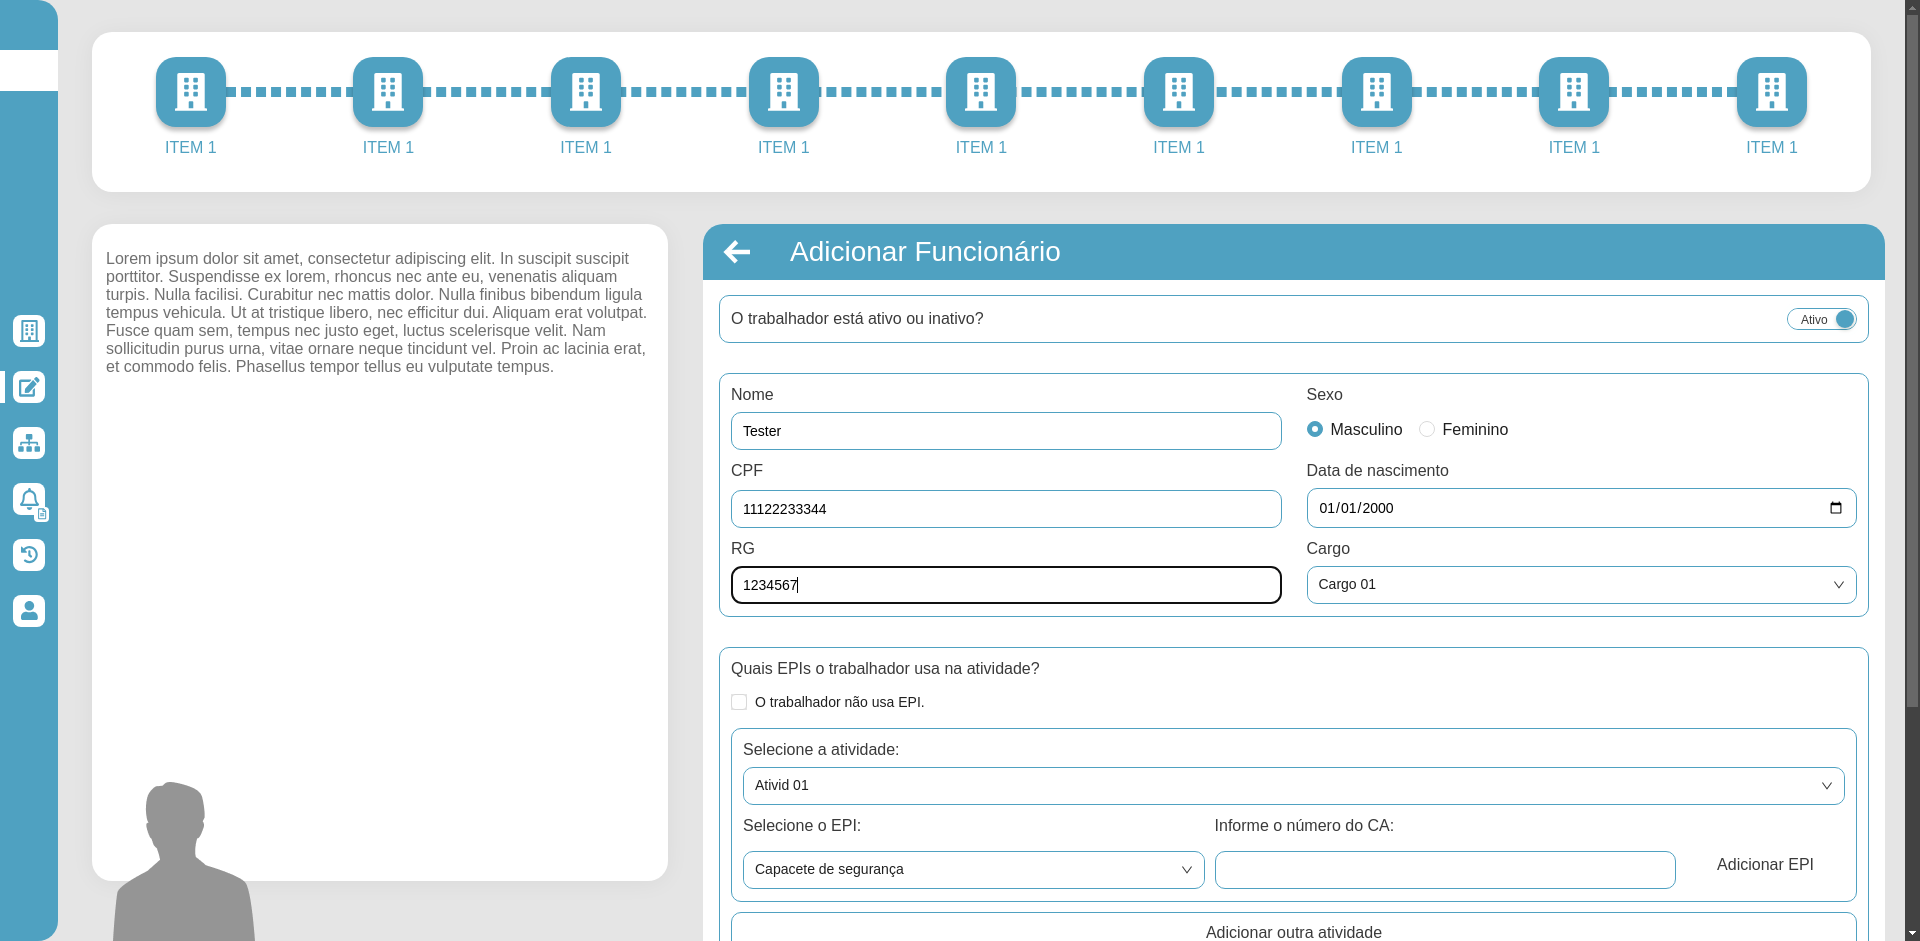 ITEM 1
ITEM 1
ITEM 1
ITEM 1
ITEM 1
ITEM 1
ITEM 1
ITEM 1
ITEM 1
Lorem ipsum dolor sit amet, consectetur adipiscing elit. In suscipit suscipit
porttitor. Suspendisse ex lorem, rhoncus nec ante eu, venenatis aliquam
turpis. Nulla facilisi. Curabitur nec mattis dolor. Nulla finibus bibendum ligula
tempus vehicula. Ut at tristique libero, nec efficitur dui. Aliquam erat volutpat.
Fusce quam sem, tempus nec justo eget, luctus scelerisque velit. Nam
sollicitudin purus urna, vitae ornare neque tincidunt vel. Proin ac lacinia erat,
et commodo felis. Phasellus tempor tellus eu vulputate tempus.
Adicionar Funcionário
O trabalhador está ativo ou inativo?
Ativo
Nome
Tester
Sexo
Masculino
Feminino
CPF
11122233344
Data de nascimento
01/01/2000
RG
1234567
Cargo
Cargo 01
Quais EPIs o trabalhador usa na atividade?
O trabalhador não usa EPI.
Selecione a atividade:
Ativid 01
Selecione o EPI:
Capacete de segurança
Informe o número do CA:
Adicionar EPI
Adicionar outra atividade